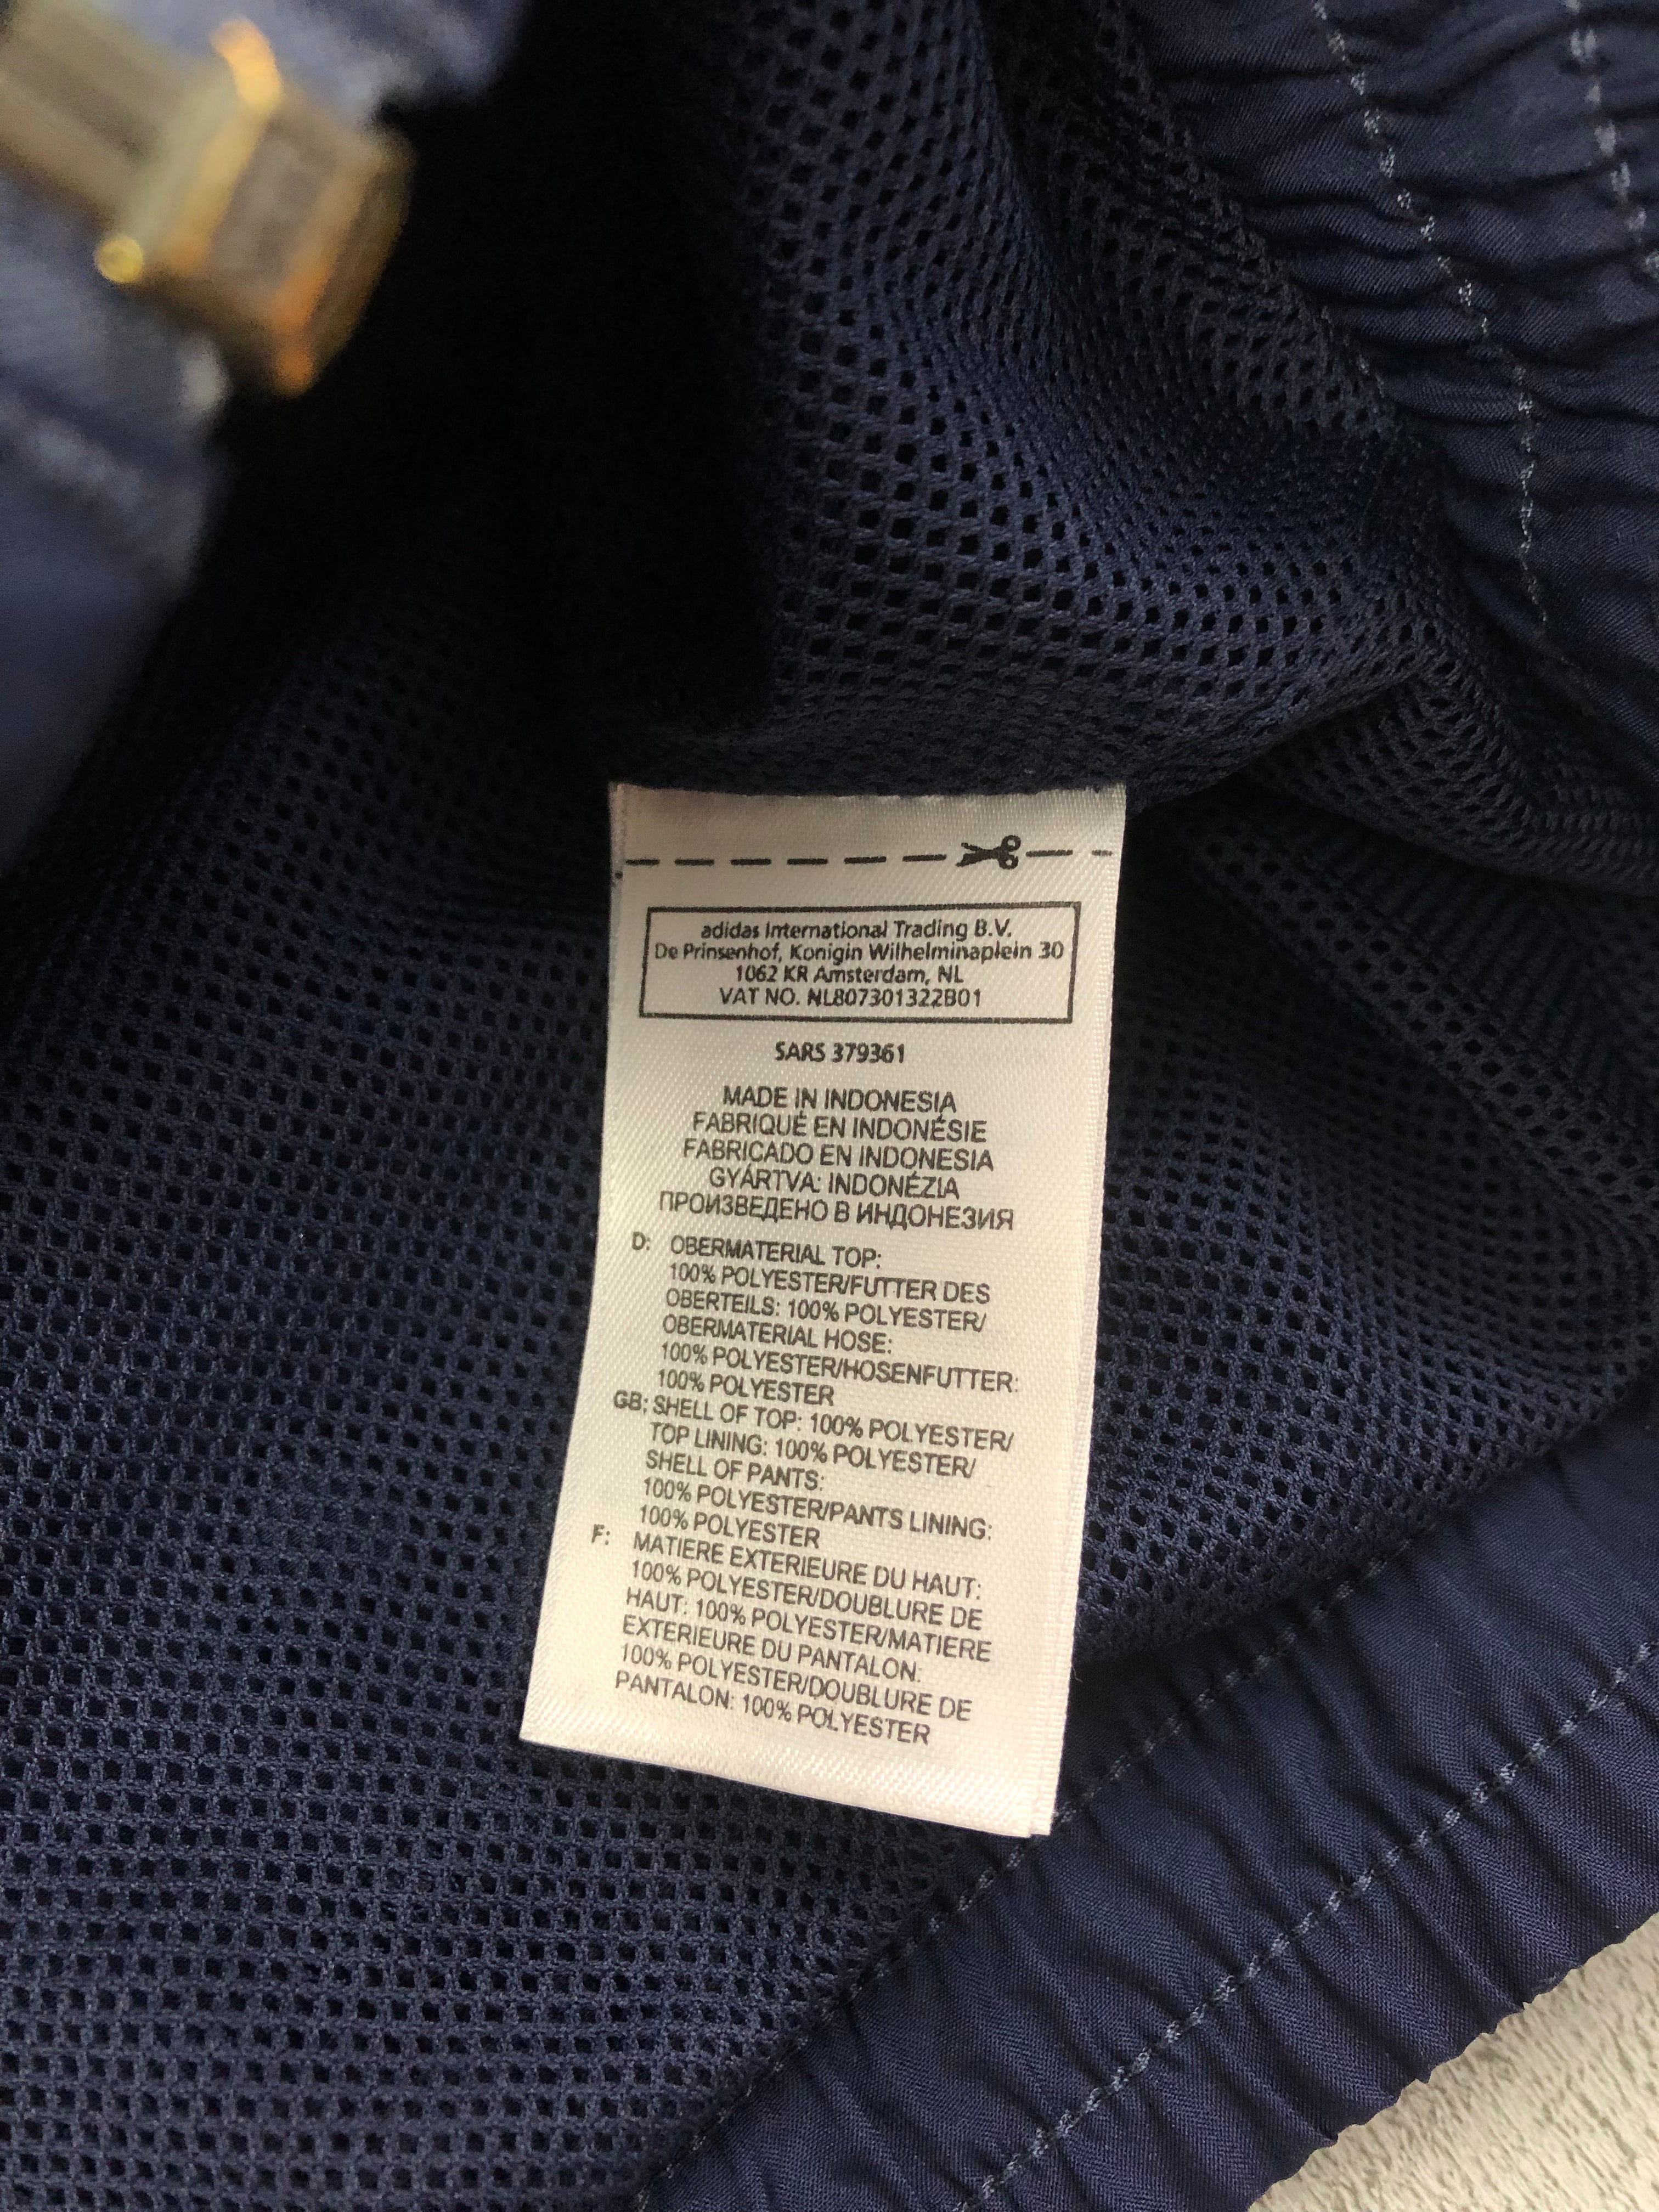 adidas International Trading B.V.
De Prinsenhof, Konigin Wilhelminaplein 30
1062 KR Amsterdam, NL
VAT NO. NL807301322B01
SARS 379361
MADE IN INDONESIA
FABRIQUÉ EN INDONÉSIE
FABRICADO EN INDONESIA
GYÁRTVA: INDONÉZIA
ПРОИЗВЕДЕНО В ИНДОНЕЗИЯ
D: OBERMATERIAL TOP:
100% POLYESTER/FUTTER DES
OBERTEILS: 100% POLYESTER/
OBERMATERIAL HOSE:
100% POLYESTER/HOSENFUTTER:
100% POLYESTER
GB: SHELL OF TOP: 100% POLYESTER/
TOP LINING: 100% POLYESTER/
SHELL OF PANTS:
100% POLYESTER/PANTS LINING:
100% POLYESTER
F: MATIERE EXTERIEURE DU HAUT:
100% POLYESTER/DOUBLURE DE
HAUT: 100% POLYESTER/MATIERE
EXTERIEURE DU PANTALON:
100% POLYESTER/DOUBLURE DE
PANTALON: 100% POLYESTER